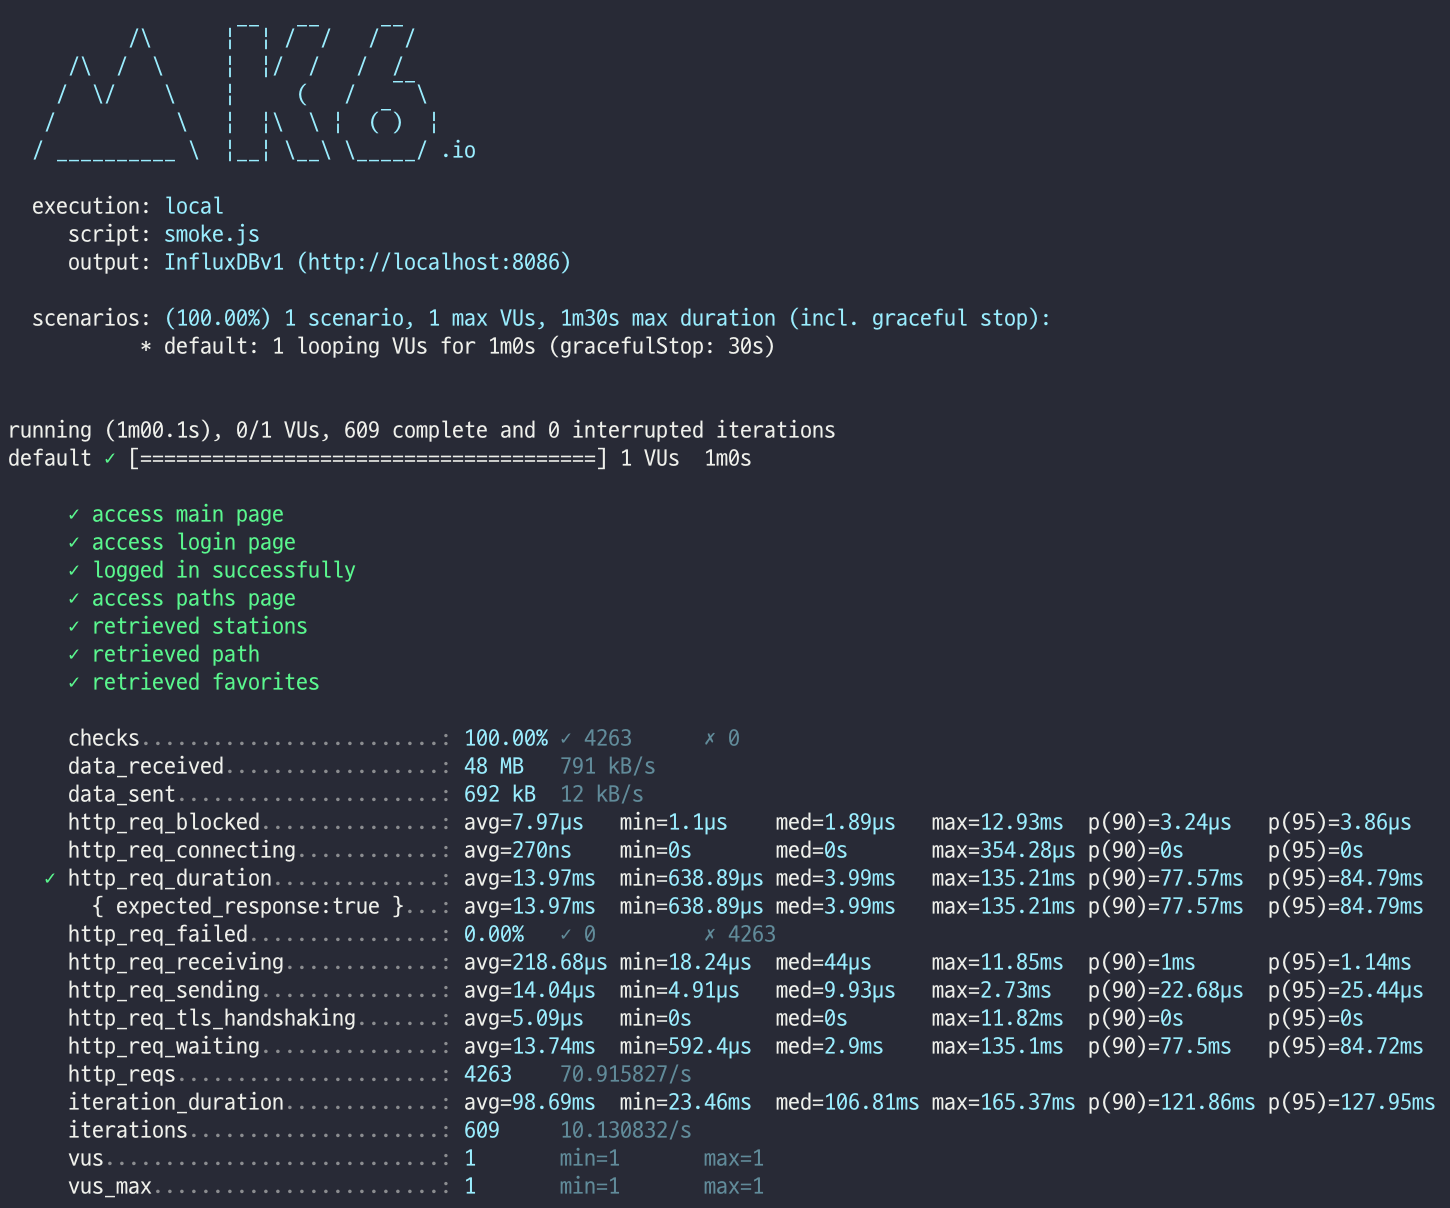 /\      |‾‾| /‾‾/   /‾‾/
     /\  /  \     |  |/  /   /  /
    /  \/    \    |     (   /   ‾‾\
   /          \   |  |\  \ |  (‾)  |
  / __________ \  |__| \__\ \_____/ .io
execution: local
script: smoke.js
output: InfluxDBv1 (http://localhost:8086)
scenarios: (100.00%) 1 scenario, 1 max VUs, 1m30s max duration (incl. graceful stop):
* default: 1 looping VUs for 1m0s (gracefulStop: 30s)
running (1m00.1s), 0/1 VUs, 609 complete and 0 interrupted iterations
default ✓ [======================================] 1 VUs  1m0s
✓ access main page
✓ access login page
✓ logged in successfully
✓ access paths page
✓ retrieved stations
✓ retrieved path
✓ retrieved favorites
checks.........................: 100.00% ✓ 4263      ✗ 0
data_received..................: 48 MB   791 kB/s
data_sent......................: 692 kB  12 kB/s
http_req_blocked...............: avg=7.97µs   min=1.1µs    med=1.89µs   max=12.93ms  p(90)=3.24µs   p(95)=3.86µs
http_req_connecting............: avg=270ns    min=0s       med=0s       max=354.28µs p(90)=0s       p(95)=0s
✓ http_req_duration..............: avg=13.97ms  min=638.89µs med=3.99ms   max=135.21ms p(90)=77.57ms  p(95)=84.79ms
{ expected_response:true }...: avg=13.97ms  min=638.89µs med=3.99ms   max=135.21ms p(90)=77.57ms  p(95)=84.79ms
http_req_failed................: 0.00%   ✓ 0         ✗ 4263
http_req_receiving.............: avg=218.68µs min=18.24µs  med=44µs     max=11.85ms  p(90)=1ms      p(95)=1.14ms
http_req_sending...............: avg=14.04µs  min=4.91µs   med=9.93µs   max=2.73ms   p(90)=22.68µs  p(95)=25.44µs
http_req_tls_handshaking.......: avg=5.09µs   min=0s       med=0s       max=11.82ms  p(90)=0s       p(95)=0s
http_req_waiting...............: avg=13.74ms  min=592.4µs  med=2.9ms    max=135.1ms  p(90)=77.5ms   p(95)=84.72ms
http_reqs......................: 4263    70.915827/s
iteration_duration.............: avg=98.69ms  min=23.46ms  med=106.81ms max=165.37ms p(90)=121.86ms p(95)=127.95ms
iterations.....................: 609     10.130832/s
vus............................: 1       min=1       max=1
vus_max........................: 1       min=1       max=1